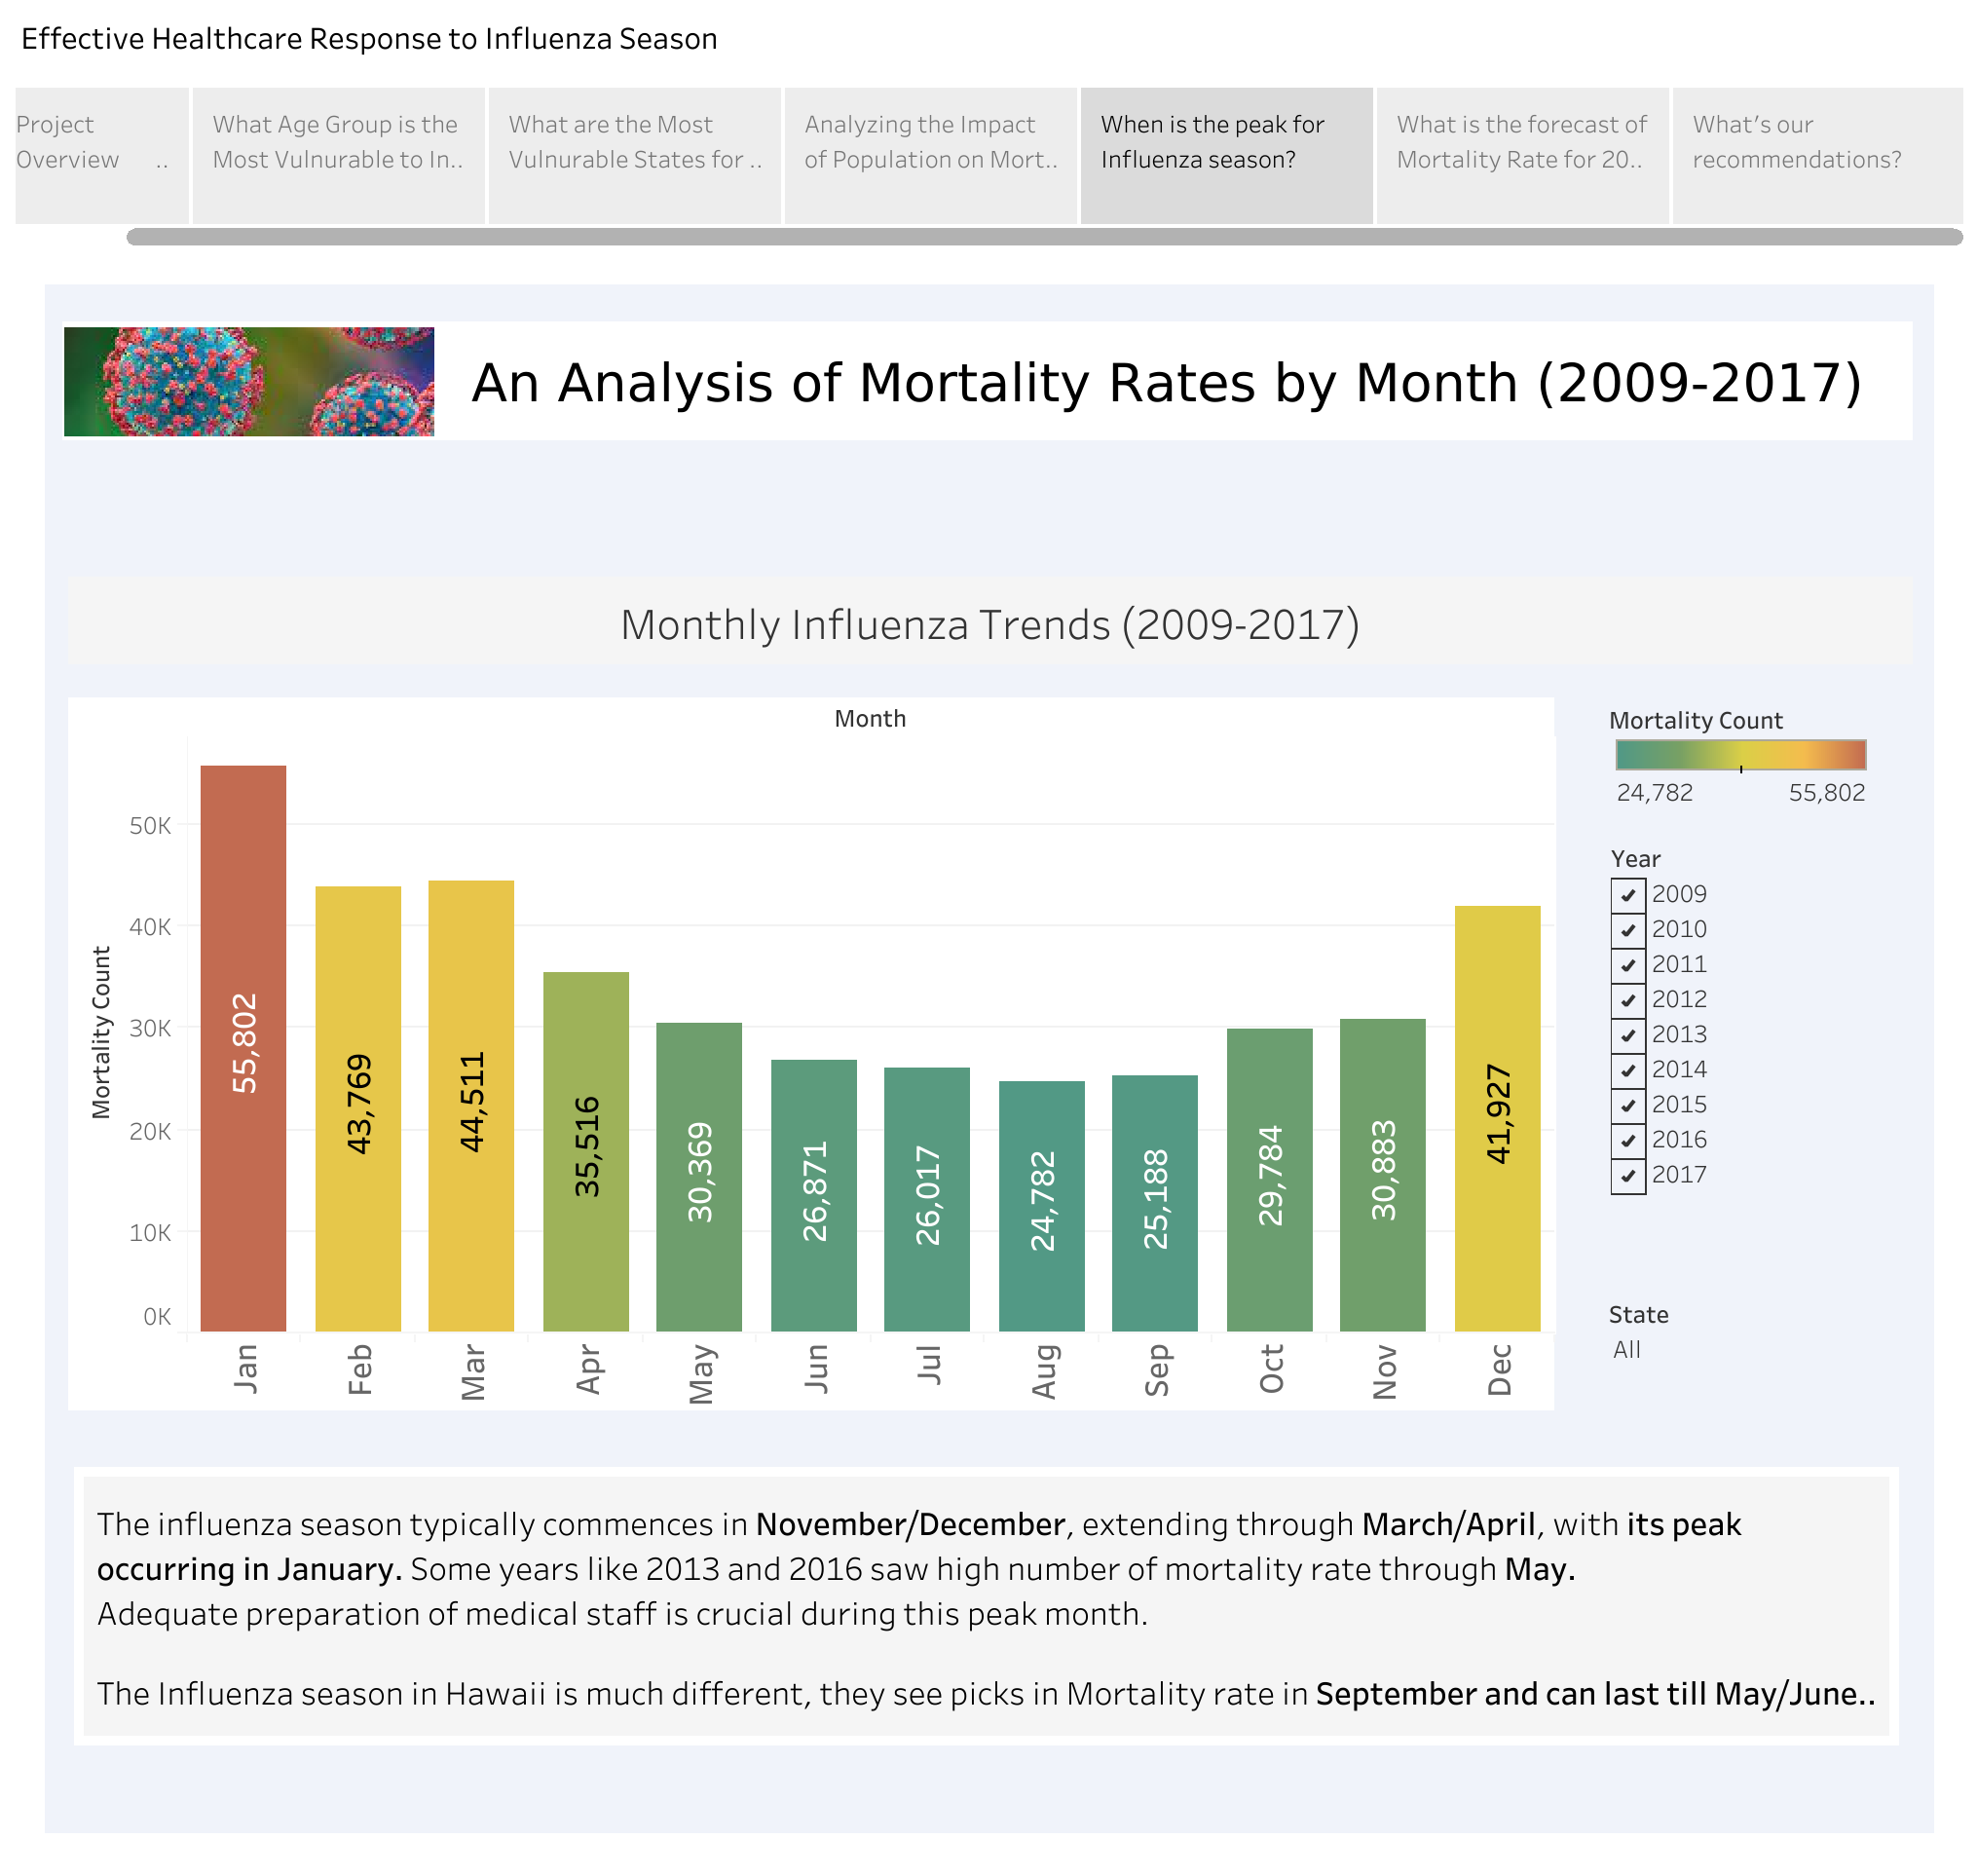 Effective Healthcare Response to Influenza Season
Project
Overview ..
What Age Group is the
Most Vulnurable to In..
What are the Most
Vulnurable States for ..
Analyzing the Impact
of Population on Mort..
When is the peak for
Influenza season?
What is the forecast of
Mortality Rate for 20..
What's our
recommendations?
An Analysis of Mortality Rates by Month (2009-2017)
Monthly Influenza Trends (2009-2017)
Month
Mortality Count
50K
40K
30K
20K
10K
0K
55,802
43,769
44,511
35,516
30,369
26,871
26,017
24,782
25,188
29,784
30,883
41,927
Jan
Feb
Mar
Apr
May
Jun
Jul
Aug
Sep
Oct
Nov
Dec
Mortality Count
24,782 55,802
Year
2009
2010
2011
2012
2013
2014
2015
2016
2017
State
All
The influenza season typically commences in November/December, extending through March/April, with its peak
occurring in January. Some years like 2013 and 2016 saw high number of mortality rate through May.
Adequate preparation of medical staff is crucial during this peak month.
The Influenza season in Hawaii is much different, they see picks in Mortality rate in September and can last till May/June..